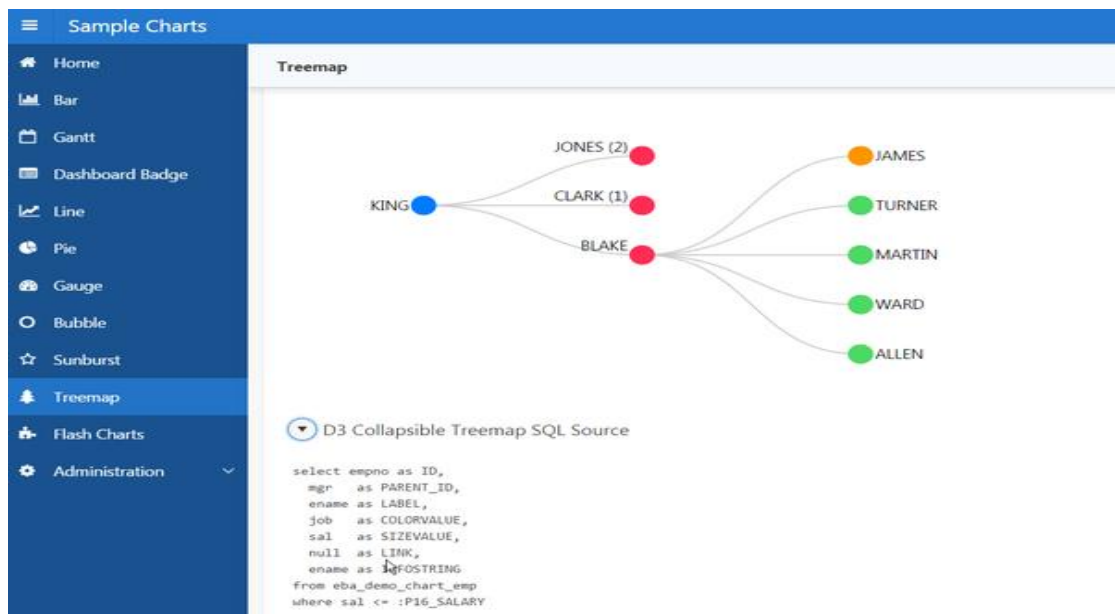 Sample Charts
Home
Bar
Gantt
Dashboard Badge
Line
Pie
Gauge
Bubble
Sunburst
Treemap
Flash Charts
Administration
Treemap
KING
JONES (2)
CLARK (1)
BLAKE
JAMES
TURNER
MARTIN
WARD
ALLEN
D3 Collapsible Treemap SQL Source
select empno as ID,
mgr as PARENT_ID,
ename as LABEL,
job as COLORVALUE,
sal as SIZEVALUE,
null as LINK,
ename as INFOSTRING
from eba_demo_chart_emp
where sal <= :P16_SALARY